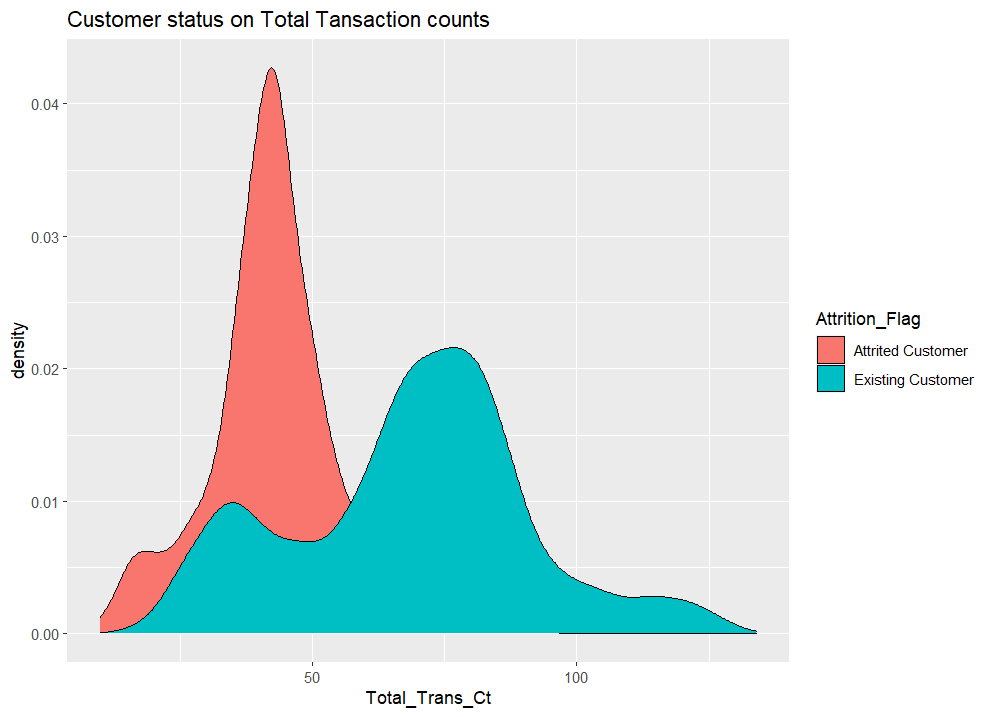 Customer status on Total Tansaction counts
0.04
0.03
0.02
0.01
0.00
density
50
100
Total_Trans_Ct
Attrition_Flag
Attrited Customer
Existing Customer